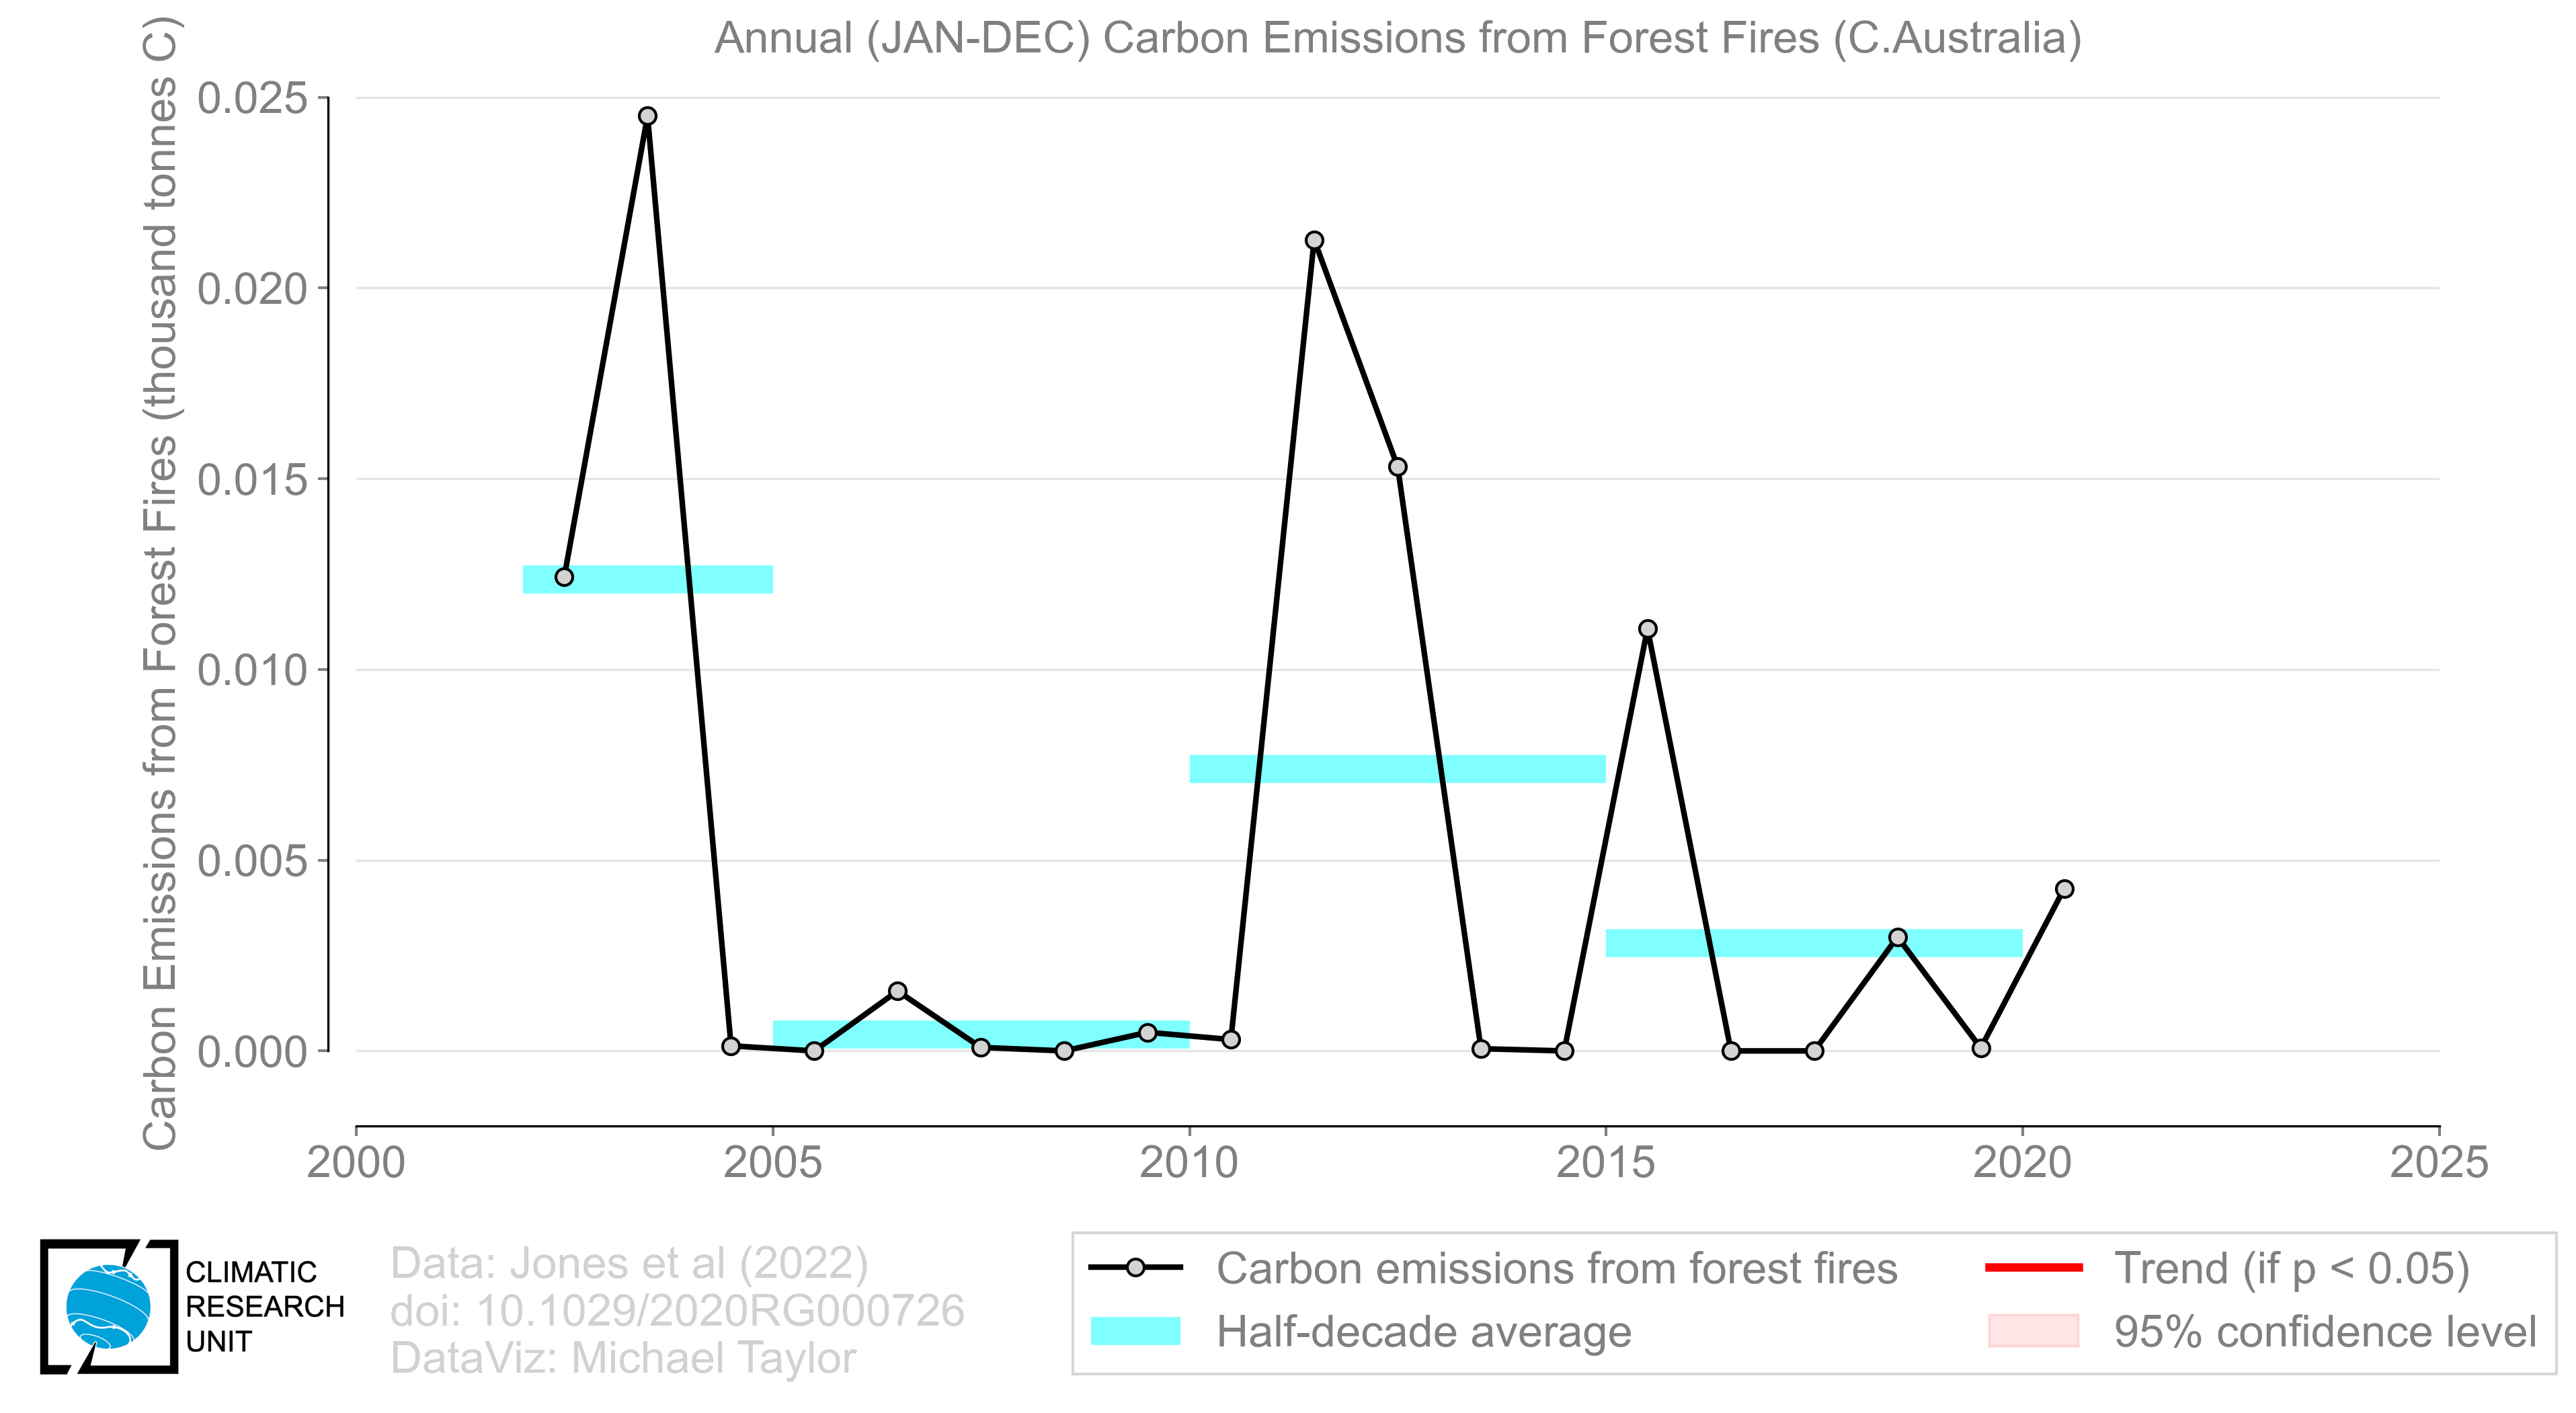 Annual (JAN-DEC) Carbon Emissions from Forest Fires (C.Australia)
Carbon Emissions from Forest Fires (thousand tonnes C)
0.025
0.020
0.015
0.010
0.005
0.000
2000 2005 2010 2015 2020 2025
CLIMATIC
RESEARCH
UNIT
Data: Jones et al (2022)
doi: 10.1029/2020RG000726
DataViz: Michael Taylor
Carbon emissions from forest fires
Half-decade average
Trend (if p < 0.05)
95% confidence level